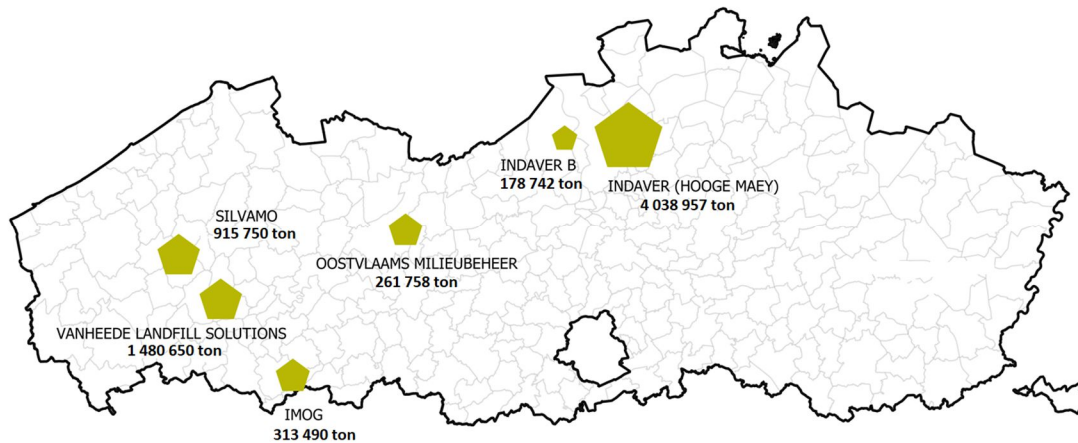 INDAVER B
178 742 ton
INDAVER (HOOGE MAEY)
4 038 957 ton
SILVAMO
915 750 ton
OOSTVLAAMS MILIEUBEHEER
261 758 ton
VANHEEDE LANDFILL SOLUTIONS
1 480 650 ton
IMOG
313 490 ton